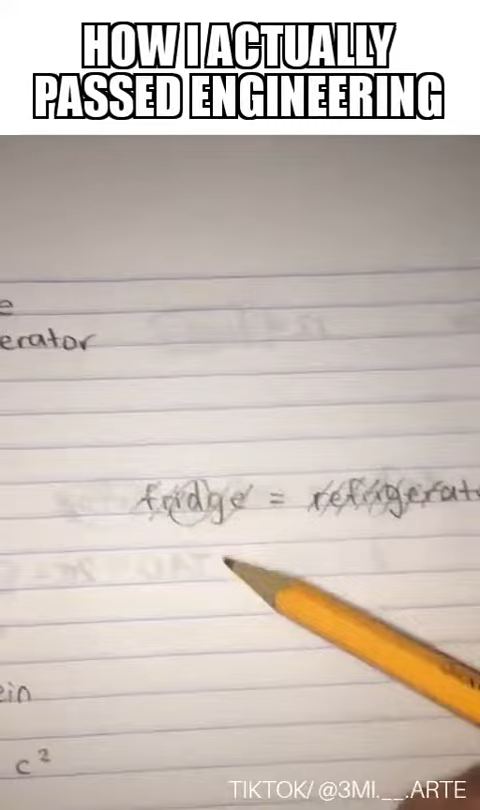 HOW I ACTUALLY
PASSED ENGINEERING
e
erator
fridge = refrigerat
ein
c²
TIKTOK/ @3MI.__.ARTE